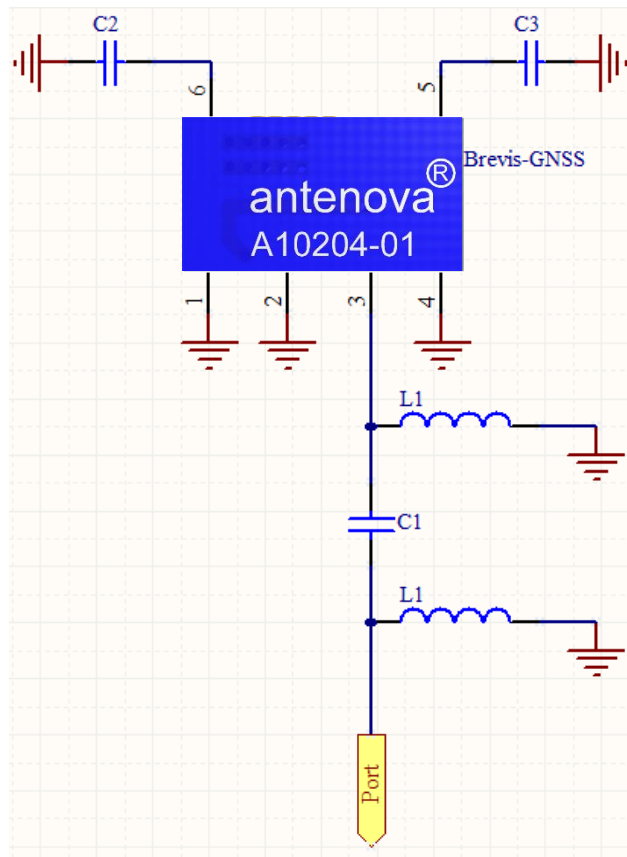 C2
C3
6
5
Brevis-GNSS
antenova®
A10204-01
1
2
3
4
L1
C1
L1
Port